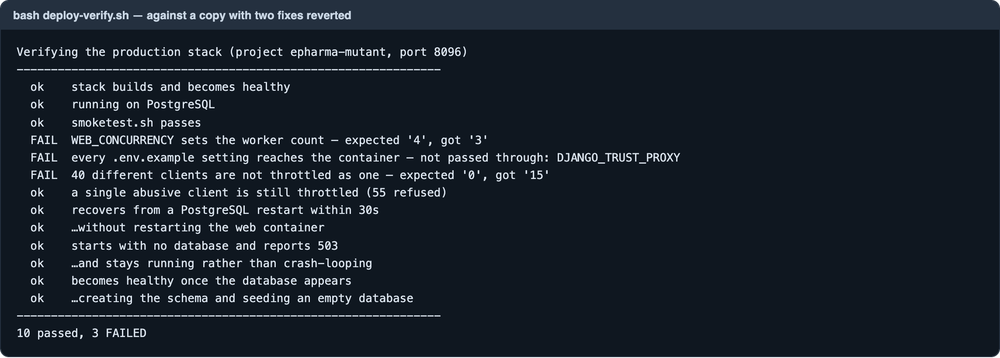 bash deploy-verify.sh — against a copy with two fixes reverted
Verifying the production stack (project epharma-mutant, port 8096)
--------------------------------------------------------------
ok stack builds and becomes healthy
ok running on PostgreSQL
ok smoketest.sh passes
FAIL WEB_CONCURRENCY sets the worker count — expected '4', got '3'
FAIL every .env.example setting reaches the container — not passed through: DJANGO_TRUST_PROXY
FAIL 40 different clients are not throttled as one — expected '0', got '15'
ok a single abusive client is still throttled (55 refused)
ok recovers from a PostgreSQL restart within 30s
ok …without restarting the web container
ok starts with no database and reports 503
ok …and stays running rather than crash-looping
ok becomes healthy once the database appears
ok …creating the schema and seeding an empty database
--------------------------------------------------------------
10 passed, 3 FAILED